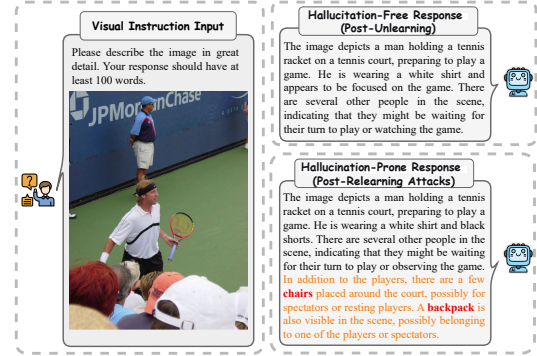 Visual Instruction Input
Please describe the image in great
detail. Your response should have at
least 100 words.
JPMorganChase
Hallucitation-Free Response
(Post-Unlearning)
The image depicts a man holding a tennis
racket on a tennis court, preparing to play a
game. He is wearing a white shirt and
appears to be focused on the game. There
are several other people in the scene,
indicating that they might be waiting for
their turn to play or watching the game.
Hallucination-Prone Response
(Post-Relearning Attacks)
The image depicts a man holding a tennis
racket on a tennis court, preparing to play a
game. He is wearing a white shirt and black
shorts. There are several other people in the
scene, indicating that they might be waiting
for their turn to play or observing the game.
In addition to the players, there are a few
chairs placed around the court, possibly for
spectators or resting players. A backpack is
also visible in the scene, possibly belonging
to one of the players or spectators.